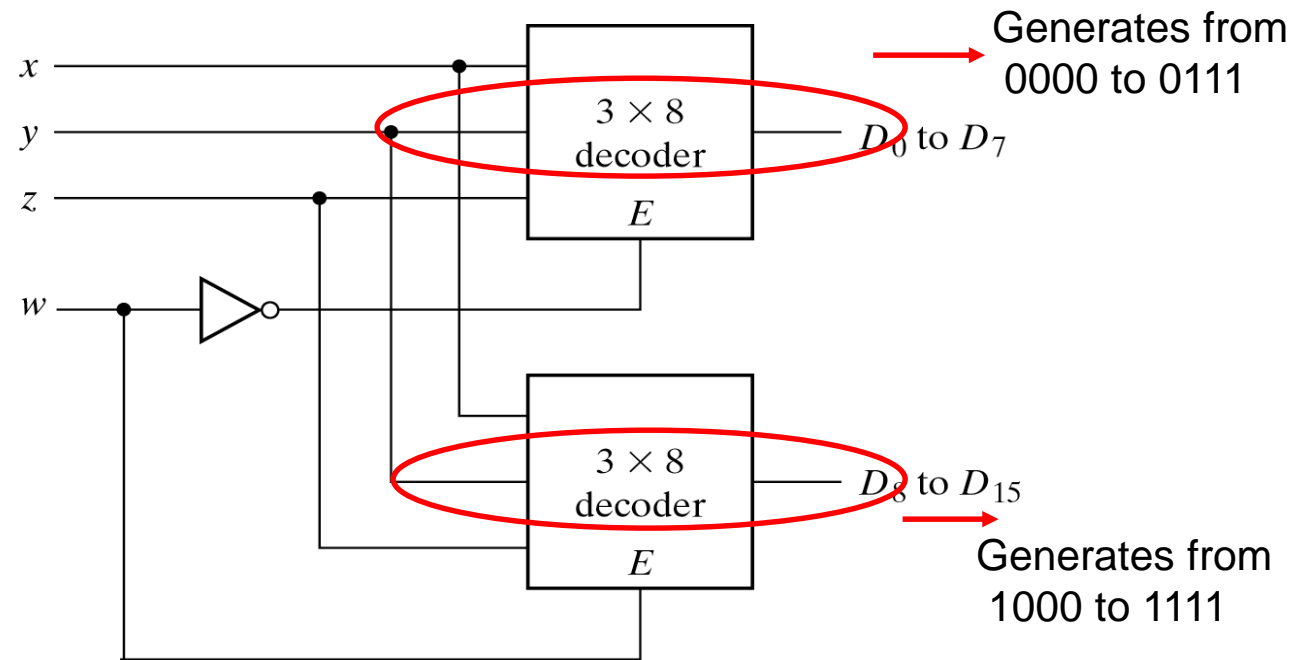 Generates from
0000 to 0111
x
y
z
w
3 × 8
decoder
E
D0 to D7
3 × 8
decoder
E
D8 to D15
Generates from
1000 to 1111